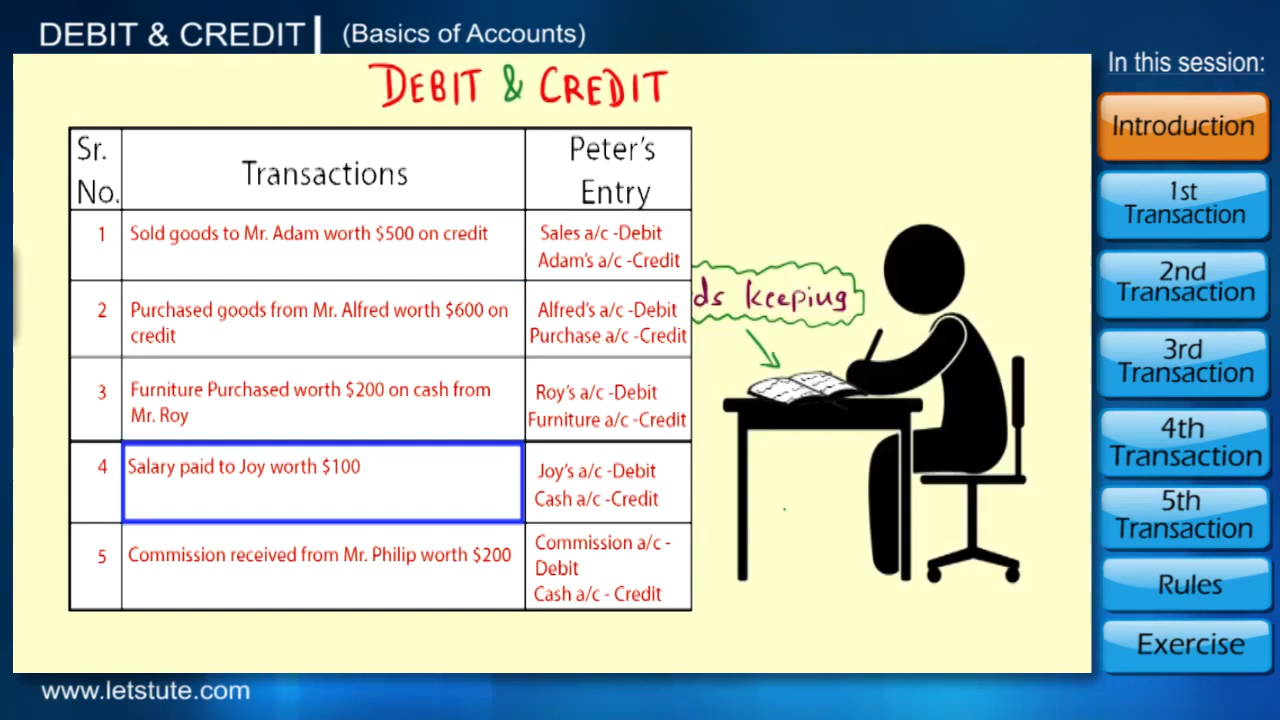 DEBIT & CREDIT | (Basics of Accounts)
In this session:
DEBIT & CREDIT
Sr. No.
Transactions
Peter's
Entry
1
Sold goods to Mr. Adam worth $500 on credit
Sales a/c -Debit
Adam's a/c -Credit
2
Purchased goods from Mr. Alfred worth $600 on
credit
Alfred's a/c -Debit
Purchase a/c -Credit
3
Furniture Purchased worth $200 on cash from
Mr. Roy
Roy's a/c -Debit
Furniture a/c -Credit
4
Salary paid to Joy worth $100
Joy's a/c -Debit
Cash a/c -Credit
5
Commission received from Mr. Philip worth $200
Commission a/c -
Debit
Cash a/c - Credit
keeping
Introduction
1st
Transaction
2nd
Transaction
3rd
Transaction
4th
Transaction
5th
Transaction
Rules
Exercise
www.letstute.com